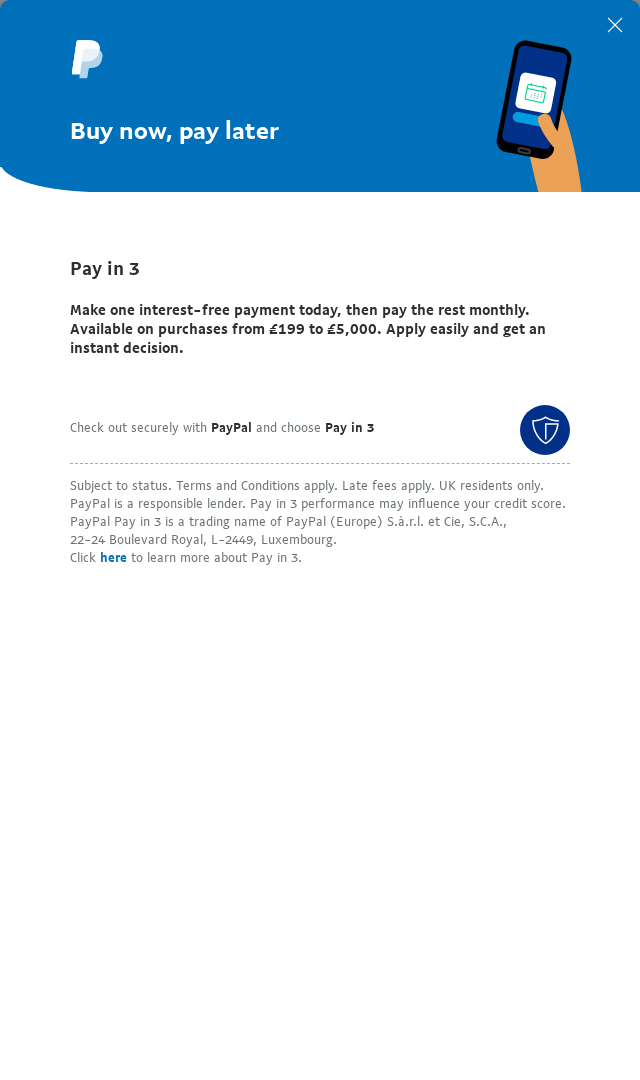 Buy now, pay later
Pay in 3
Make one interest-free payment today, then pay the rest monthly.
Available on purchases from £199 to £5,000. Apply easily and get an
instant decision.
Check out securely with PayPal and choose Pay in 3
Subject to status. Terms and Conditions apply. Late fees apply. UK residents only.
PayPal is a responsible lender. Pay in 3 performance may influence your credit score.
PayPal Pay in 3 is a trading name of PayPal (Europe) S.à.r.l. et Cie, S.C.A.,
22-24 Boulevard Royal, L-2449, Luxembourg.
Click here to learn more about Pay in 3.